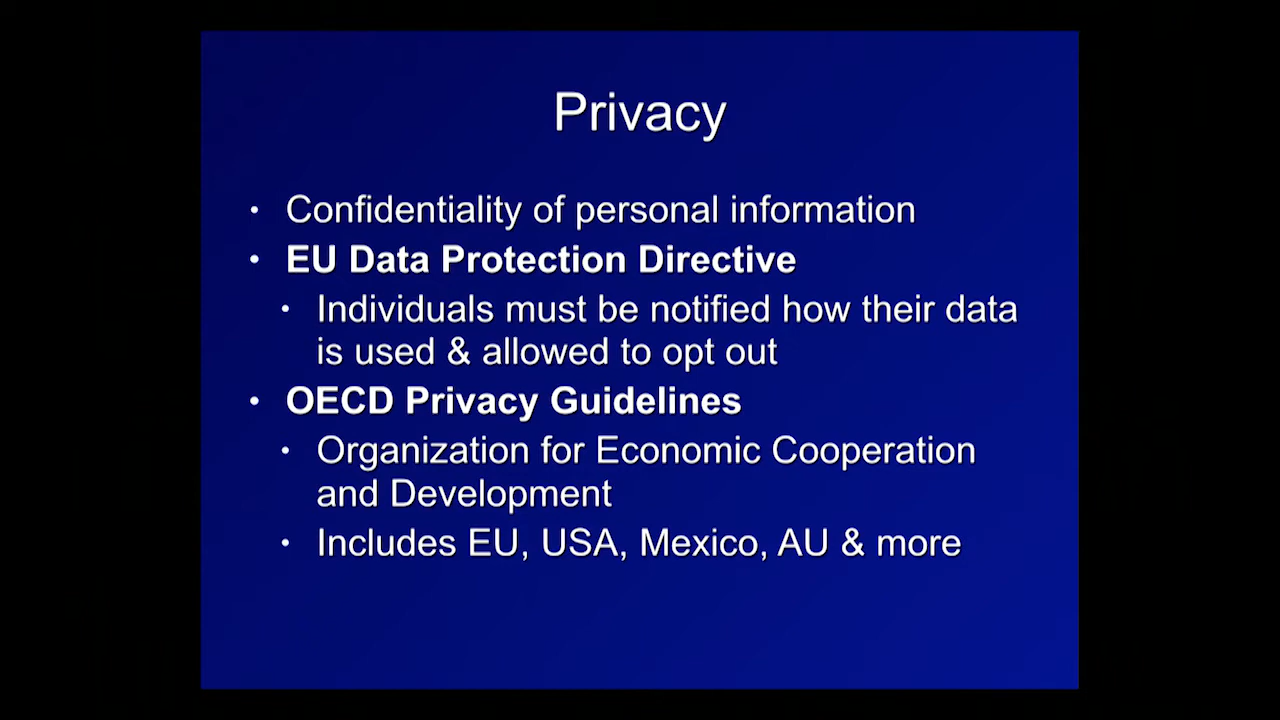 Privacy
• Confidentiality of personal information
• EU Data Protection Directive
• Individuals must be notified how their data
is used & allowed to opt out
• OECD Privacy Guidelines
• Organization for Economic Cooperation
and Development
• Includes EU, USA, Mexico, AU & more